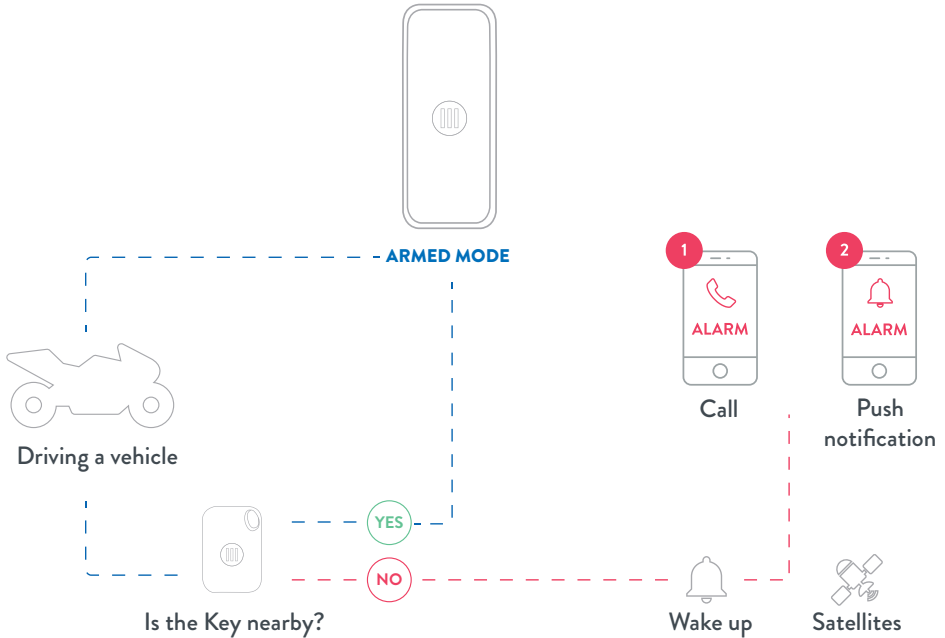 ARMED MODE
1
2
ALARM
ALARM
Call
Push
notification
Driving a vehicle
YES
NO
Is the Key nearby?
Wake up
Satellites